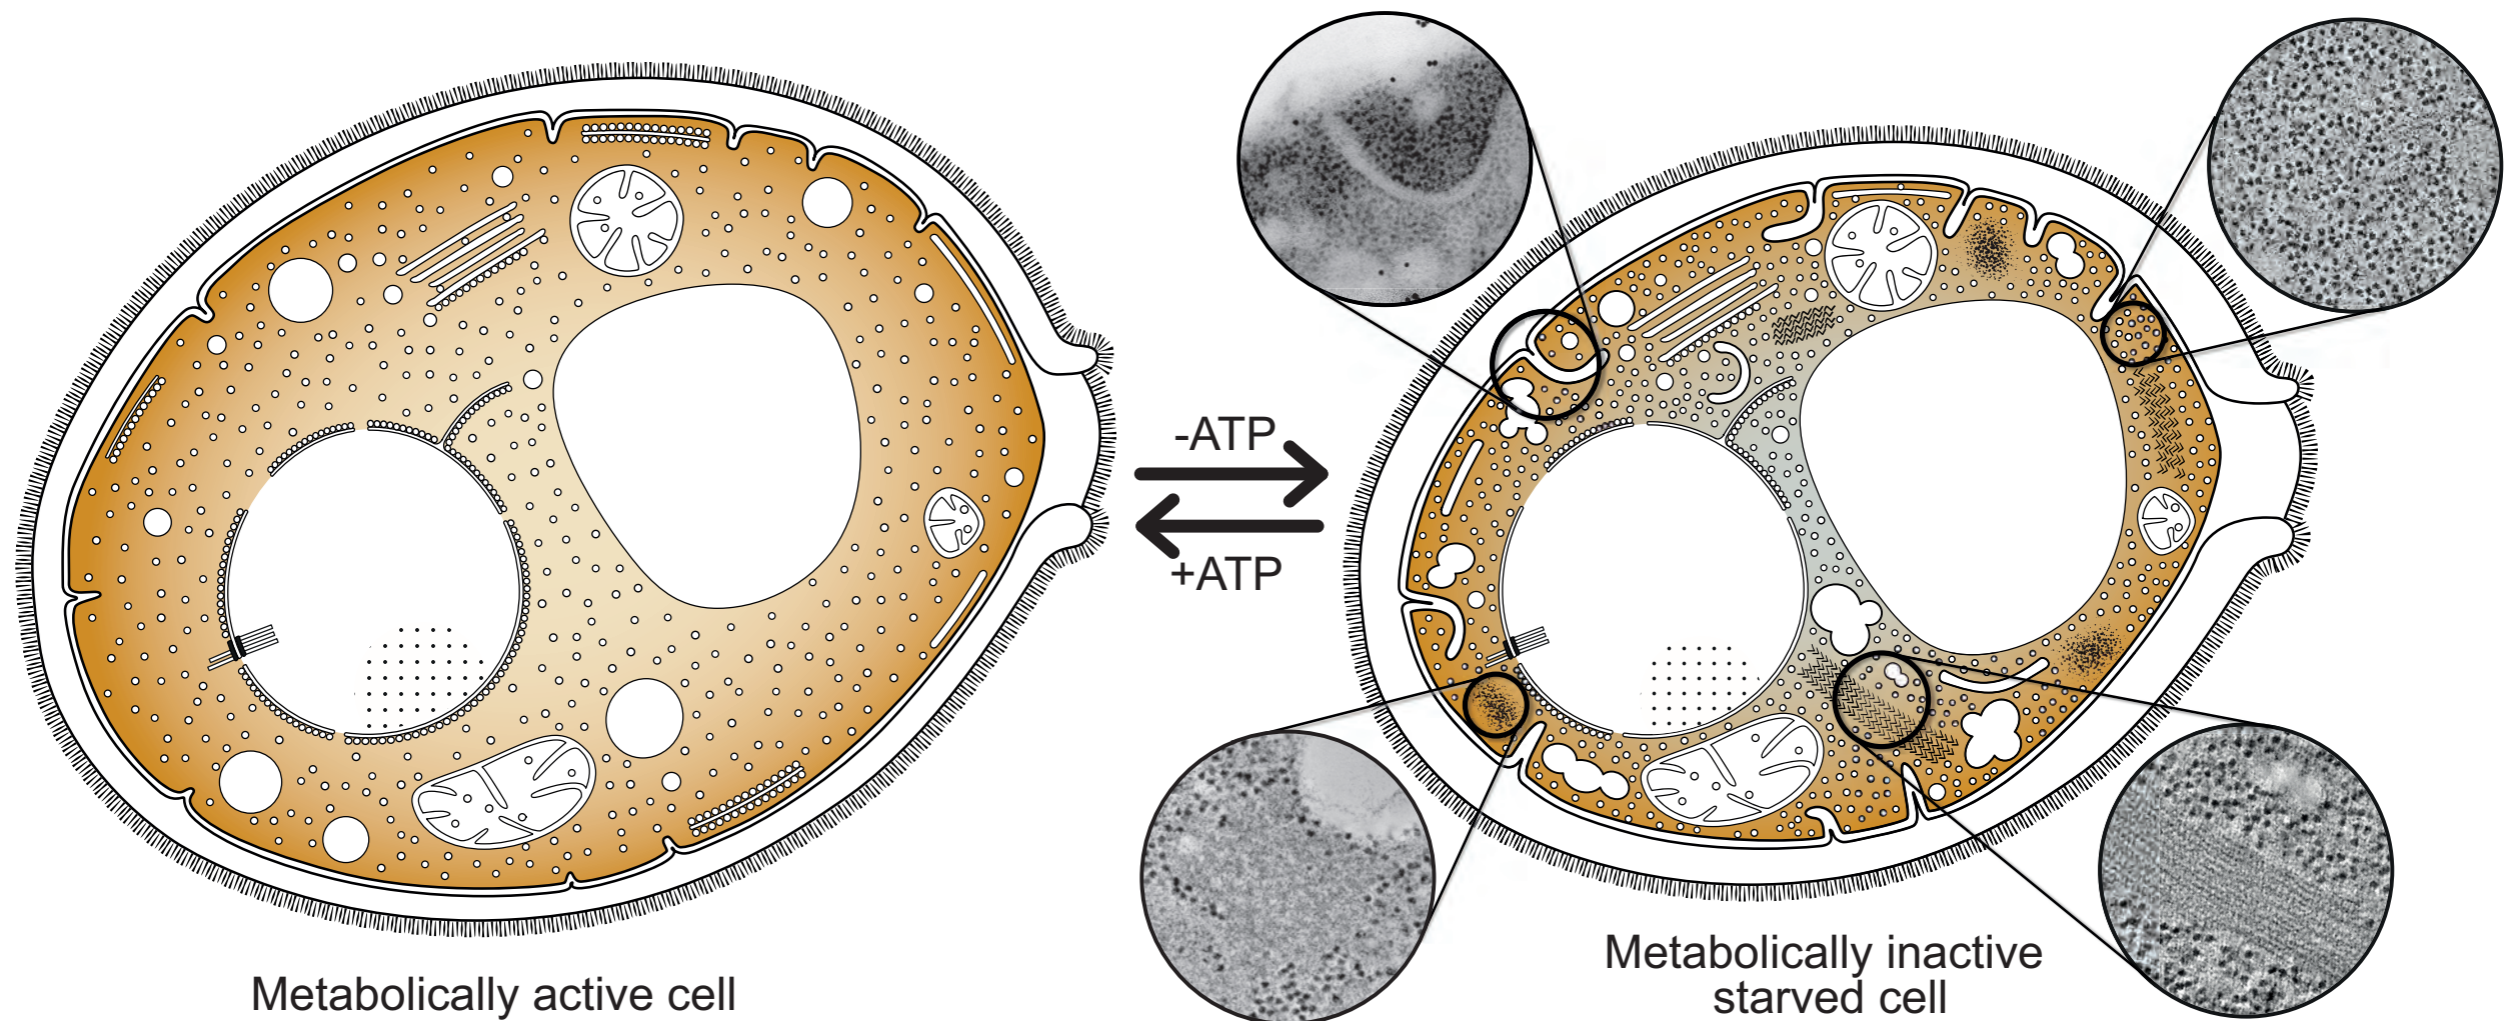 -ATP
+ATP
Metabolically active cell
Metabolically inactive
starved cell